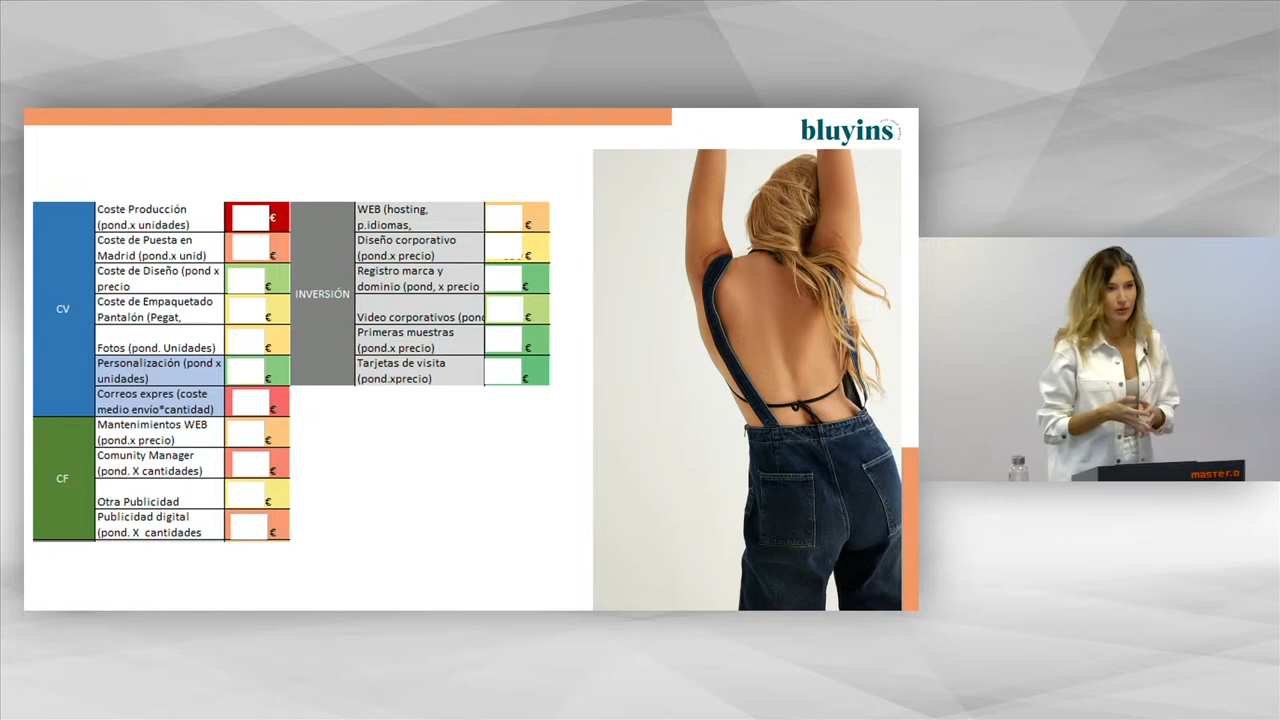 bluyins
CV
Coste Producción
(pond.x unidades)
€
Coste de Puesta en
Madrid (pond.x unid)
€
Coste de Diseño (pond x
precio
€
Coste de Empaquetado
Pantalón (Pegat,
€
Fotos (pond. Unidades)
€
Personalización (pond x
unidades)
€
Correos expres (coste
medio envío*cantidad)
€
CF
Mantenimientos WEB
(pond.x precio)
€
Comunity Manager
(pond. X cantidades)
€
Otra Publicidad
€
Publicidad digital
(pond. X cantidades
€
INVERSIÓN
WEB (hosting,
p.idiomas,
€
Diseño corporativo
(pond.x precio)
€
Registro marca y
dominio (pond, x precio
€
Video corporativos (pond
€
Primeras muestras
(pond.x precio)
€
Tarjetas de visita
(pond.xprecio)
€
master.D